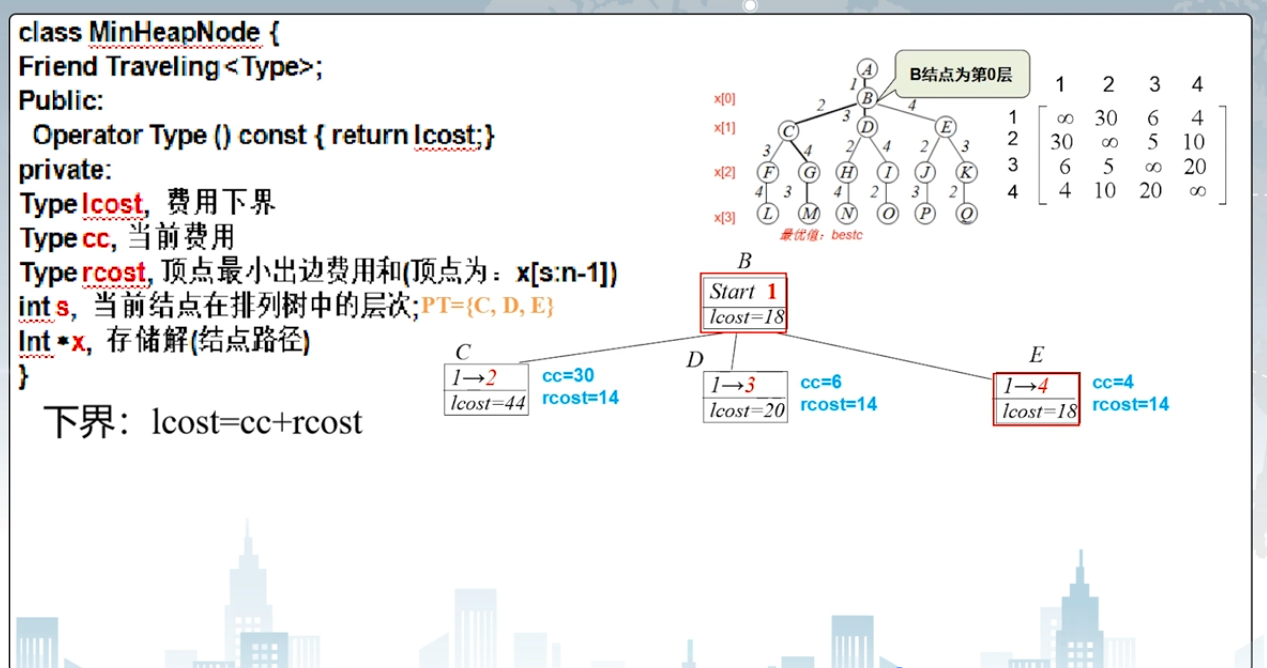 class MinHeapNode {
Friend Traveling<Type>;
Public:
Operator Type () const { return lcost;}
private:
Type lcost, 费用下界
Type cc, 当前费用
Type rcost, 顶点最小出边费用和(顶点为：x[s:n-1])
int s, 当前结点在排列树中的层次;PT={C, D, E}
Int *x, 存储解(结点路径)
}
下界：lcost=cc+rcost
A
B结点为第0层
1
x[0]
B
2 3 4
x[1]
C D E
3 4 2 4 2 3
x[2]
F G H I J K
4 3 4 2 3 2
x[3]
L M N O P Q
最优值：bestc
1 2 3 4
1 ∞ 30 6 4
2 30 ∞ 5 10
3 6 5 ∞ 20
4 4 10 20 ∞
B
Start 1
lcost=18
C
1→2
lcost=44
cc=30
rcost=14
D
1→3
lcost=20
cc=6
rcost=14
E
1→4
lcost=18
cc=4
rcost=14